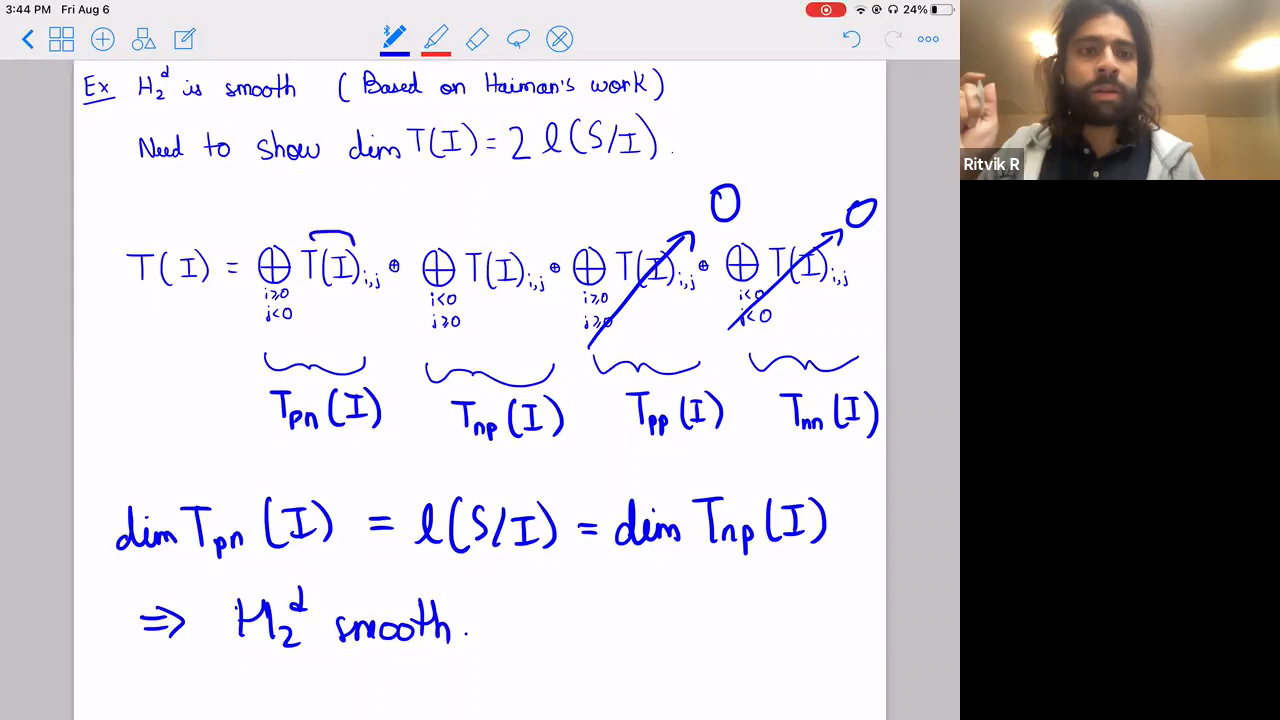 3:44 PM Fri Aug 6
24%
Ex H₂ᵈ is smooth (Based on Haiman's work)
Need to show dim T(I) = 2 l(S/I).
0 0
T(I) = ⊕ T(I)i,j ⊕ ⊕ T(I)i,j ⊕ ⊕ T(I)i,j ⊕ ⊕ T(I)i,j
i≥0 i<0 i≥0 i<0
j<0 j≥0 j≥0 j<0
Tpn(I) Tnp(I) Tpp(I) Tnn(I)
dim Tpn(I) = l(S/I) = dim Tnp(I)
⇒ H₂ᵈ smooth.
Ritvik R